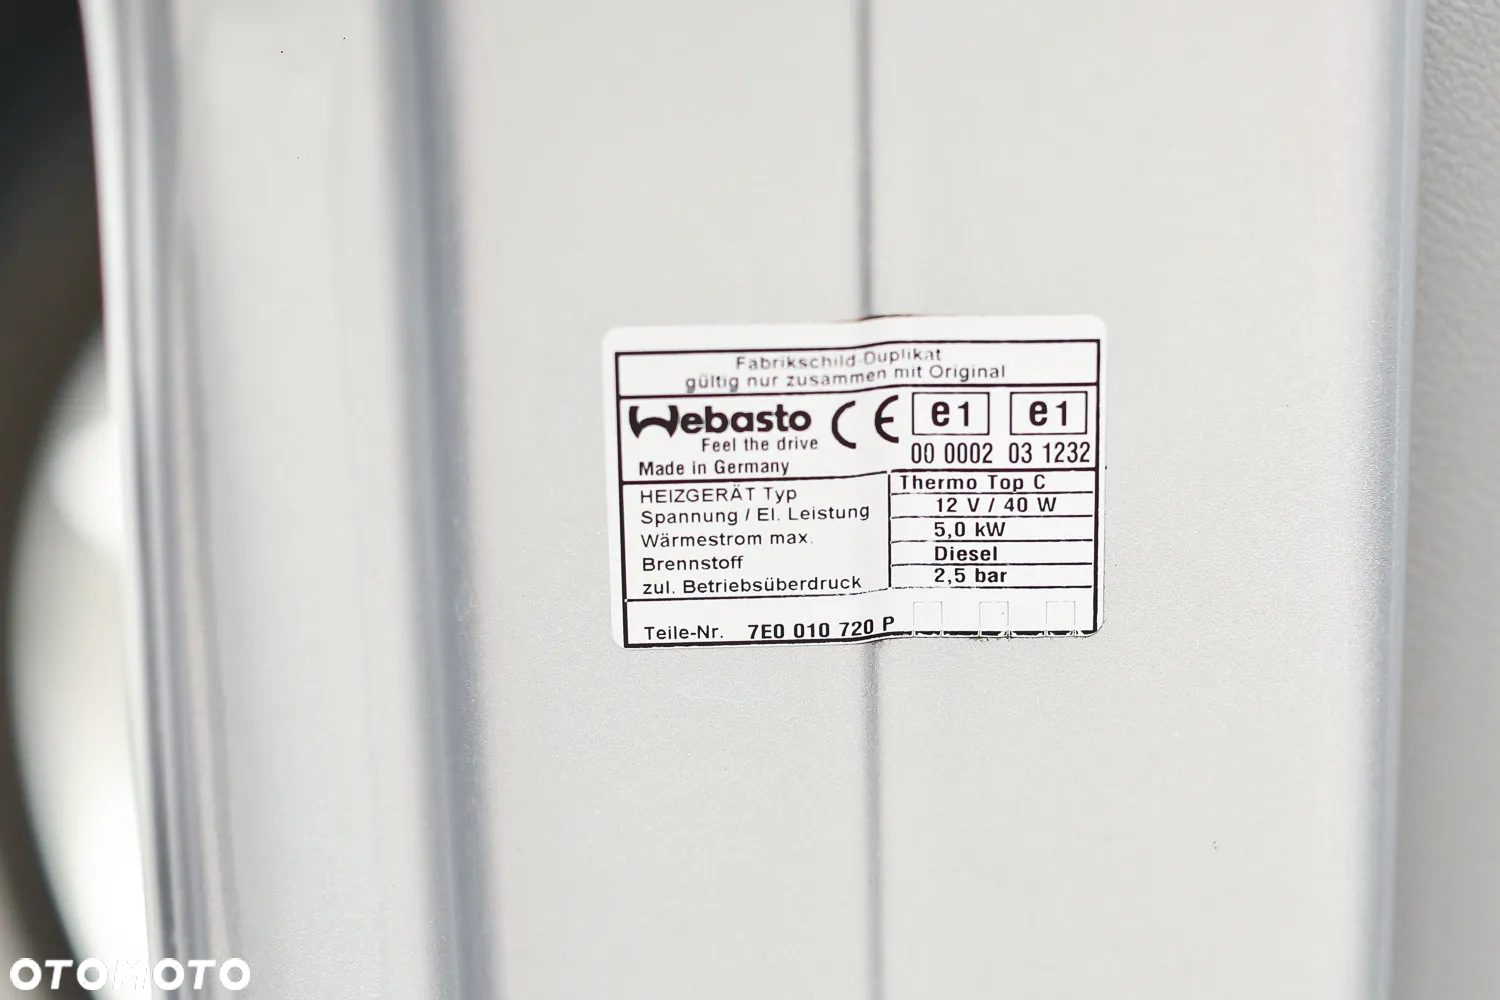 Fabrikschild-Duplikat
gültig nur zusammen mit Original
Webasto
Feel the drive
CE
e1
e1
00 0002
03 1232
Made in Germany
HEIZGERÄT Typ Thermo Top C
Spannung / El. Leistung 12 V / 40 W
Wärmestrom max. 5,0 kW
Brennstoff Diesel
zul. Betriebsüberdruck 2,5 bar
Teile-Nr. 7E0 010 720 P
OTOMOTO